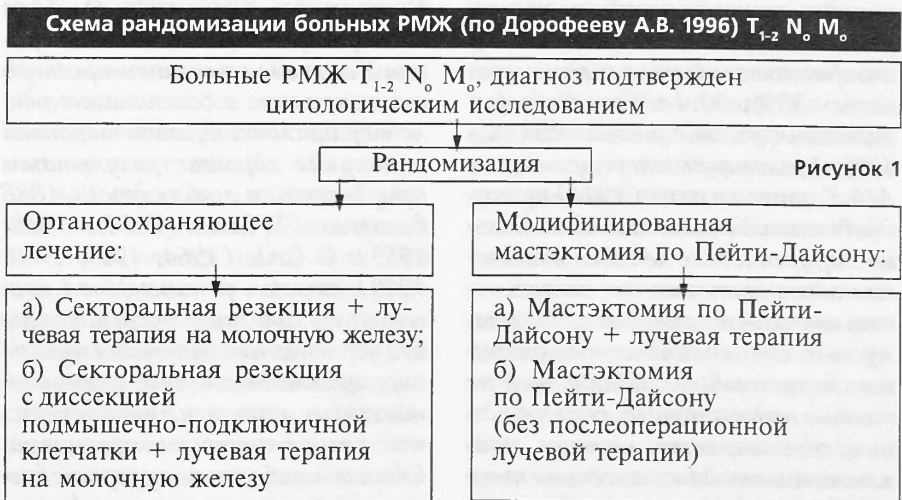 Схема рандомизации больных РМЖ (по Дорофееву А.В. 1996) T₁₋₂ Nₒ Mₒ
Больные РМЖ T₁₋₂ Nₒ Mₒ, диагноз подтвержден
цитологическим исследованием
Рандомизация
Рисунок 1
Органосохраняющее
лечение:
Модифицированная
мастэктомия по Пейти-Дайсону:
а) Секторальная резекция + лу-
чевая терапия на молочную железу;
б) Секторальная резекция
с диссекцией
подмышечно-подключичной
клетчатки + лучевая терапия
на молочную железу
а) Мастэктомия по Пейти-
Дайсону + лучевая терапия
б) Мастэктомия
по Пейти-Дайсону
(без послеоперационной
лучевой терапии)